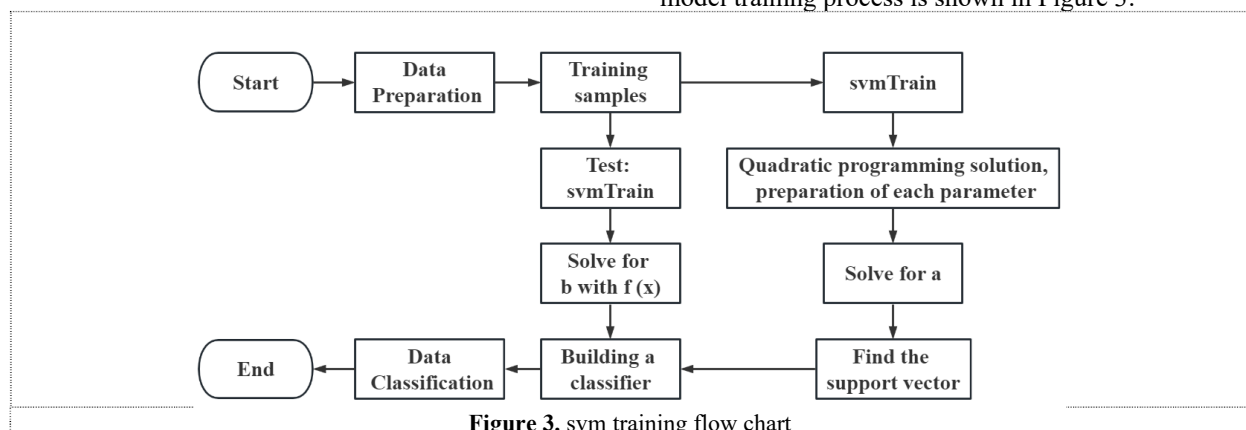 model training process is shown in Figure 3.
Start
Data
Preparation
Training
samples
svmTrain
Test:
svmTrain
Quadratic programming solution,
preparation of each parameter
Solve for
b with f (x)
Solve for a
End
Data
Classification
Building a
classifier
Find the
support vector
Figure 3. svm training flow chart